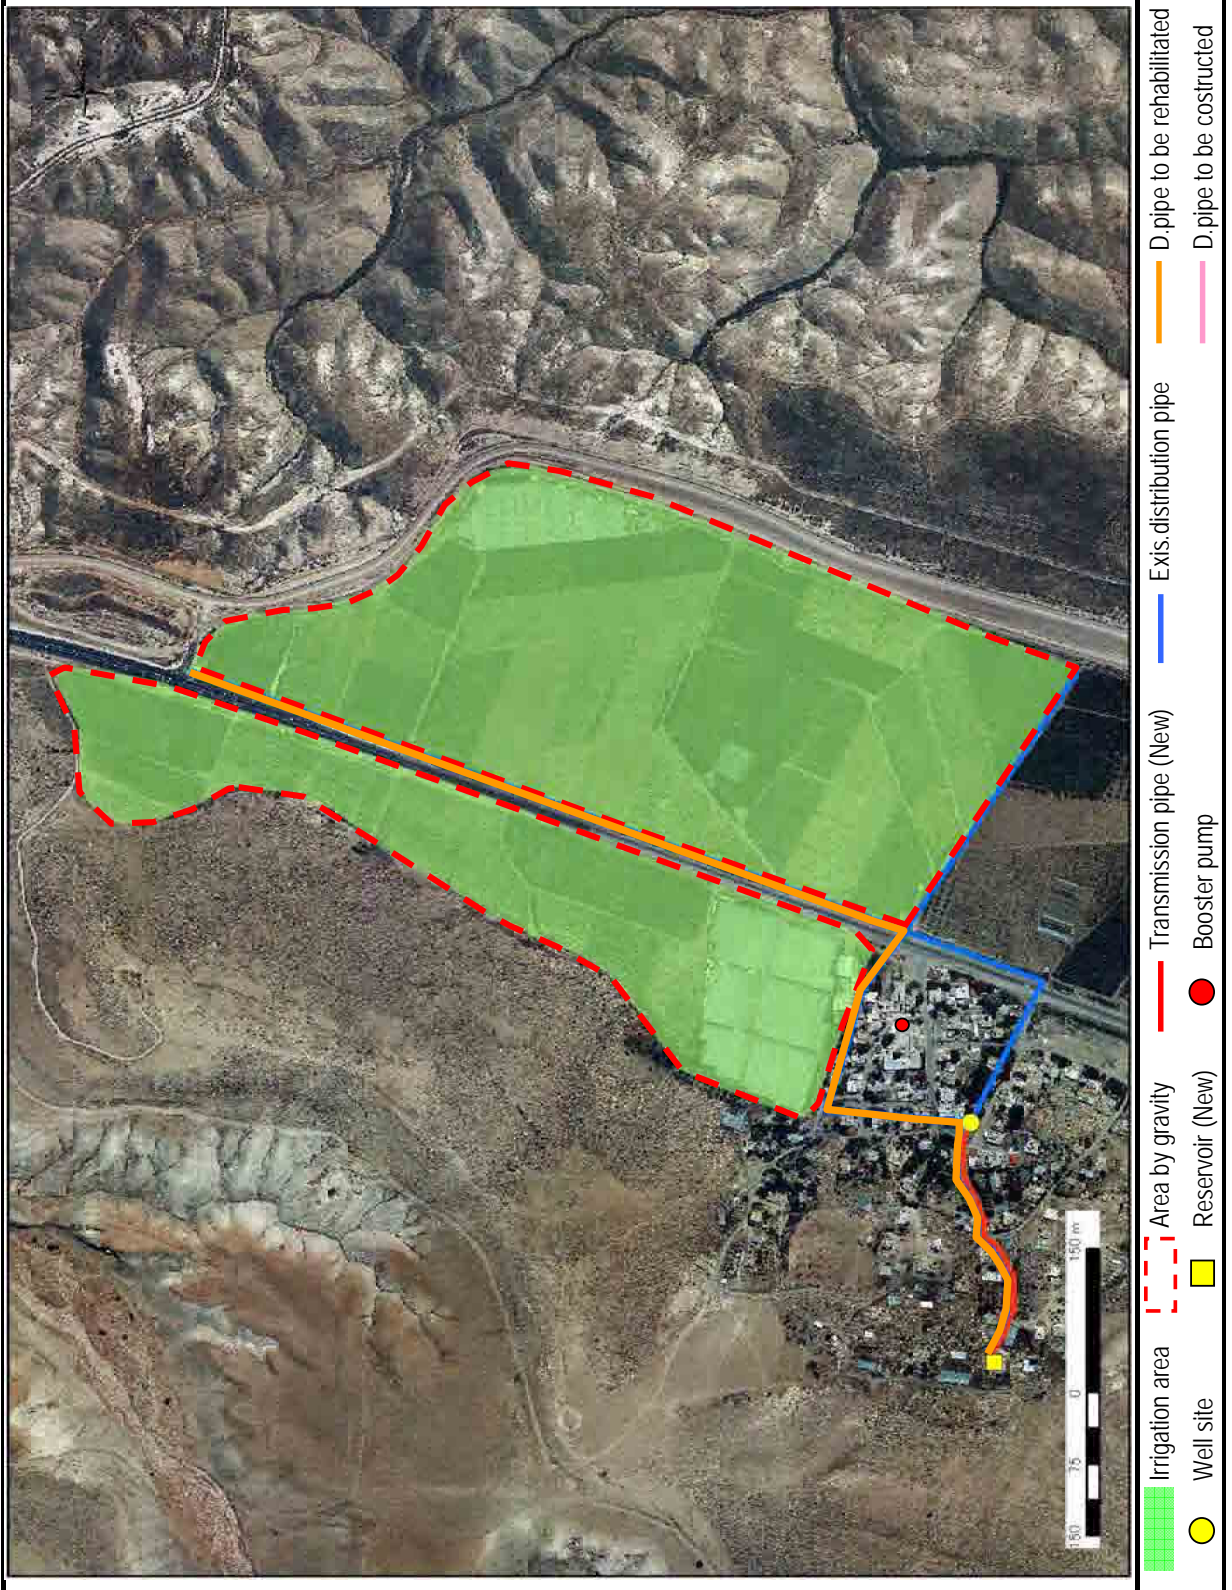 150 75 0 150 m
Irrigation area
Area by gravity
Transmission pipe (New)
Exis.distribution pipe
D.pipe to be rehabilitated
Well site
Reservoir (New)
Booster pump
D.pipe to be costructed